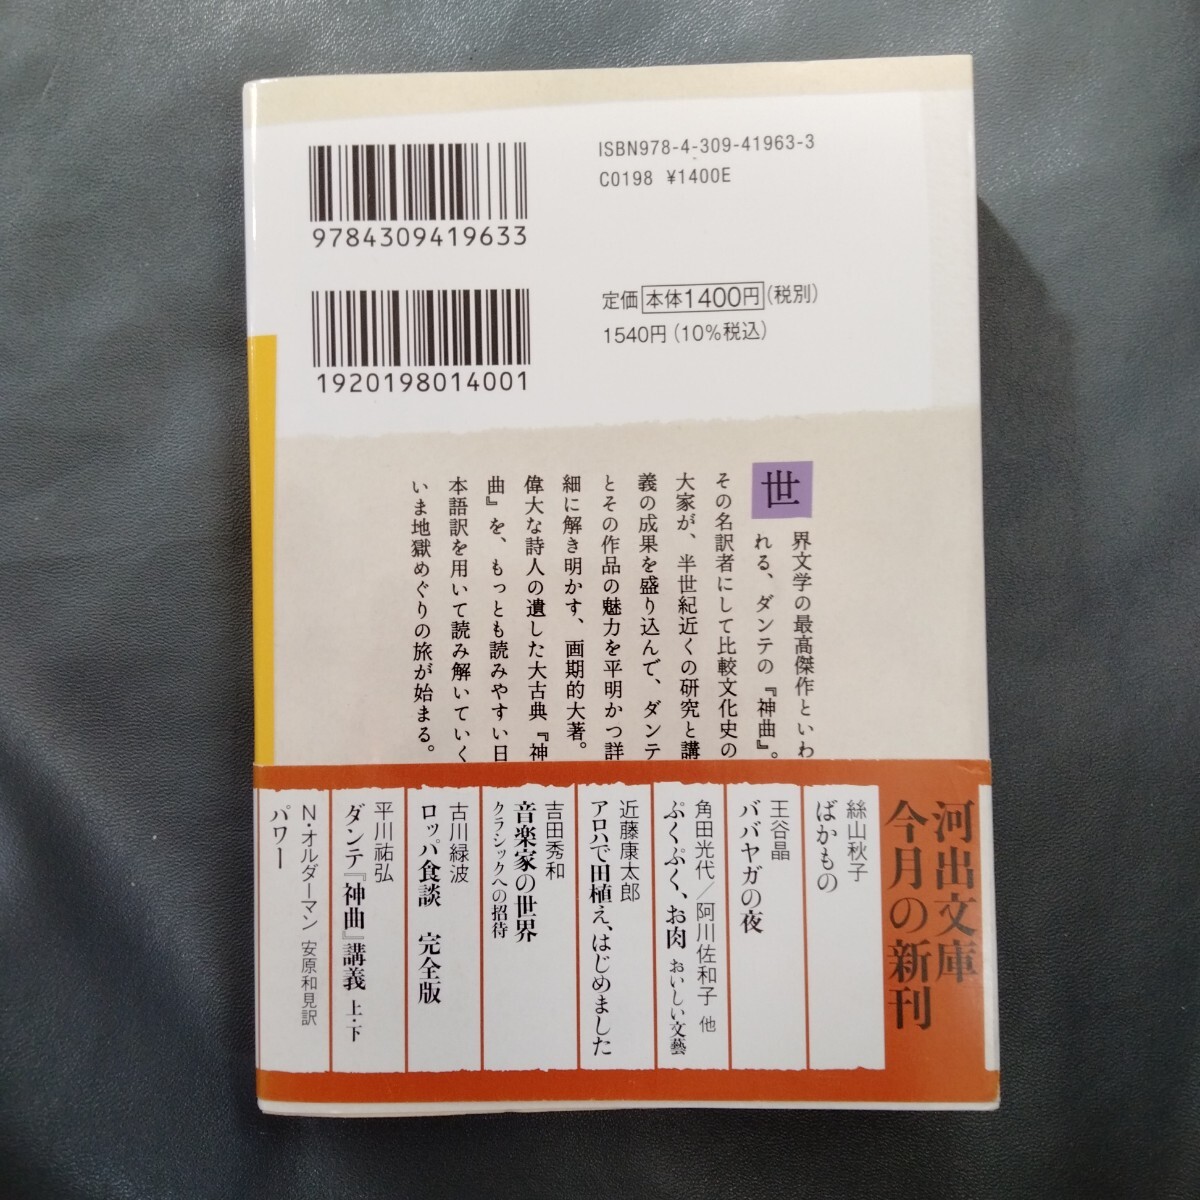 ISBN978-4-309-41963-3
C0198 ¥1400E
9784309419633
定価 本体1400円(税別)
1540円(10%税込)
1920198014001
世界文学の最高傑作といわ
れる、ダンテの『神曲』。
その名訳者にして比較文化史の
大家が、半世紀近くの研究と講
義の成果を盛り込んで、ダンテ
とその作品の魅力を平明かつ詳
細に解き明かす、画期的大著。
偉大な詩人の遺した大古典『神
曲』を、もっとも読みやすい日
本語訳を用いて読み解いていく
いま地獄めぐりの旅が始まる。
河出文庫
今月の新刊
絲山秋子
ばかもの
王谷晶
ババヤガの夜
角田光代/阿川佐和子 他
ぷくぷく、お肉 おいしい文藝
近藤康太郎
アロハで田植え、はじめました
吉田秀和
音楽家の世界
クラシックへの招待
古川緑波
ロッパ食談 完全版
平川祐弘
ダンテ『神曲』講義 上・下
N・オルダーマン 安原和見訳
パワー